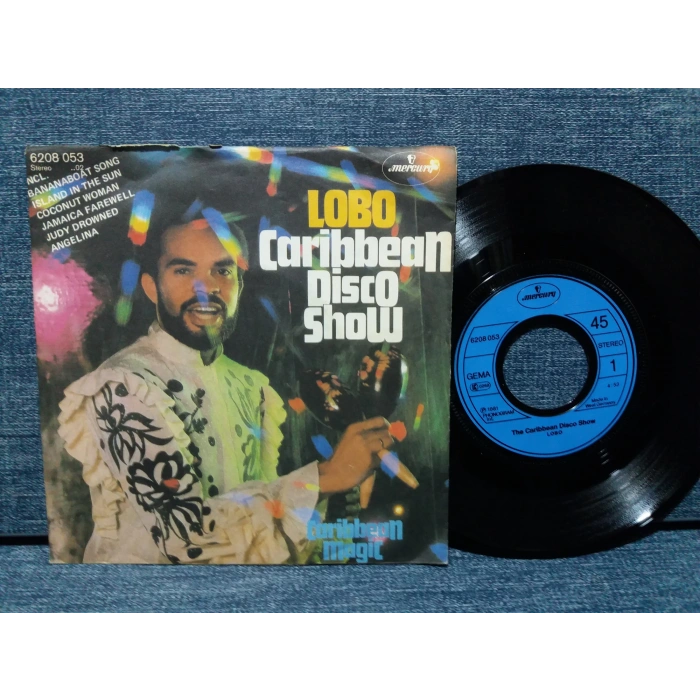 6208 053
Stereo
INCL.
BANANABOAT SONG
ISLAND IN THE SUN
COCONUT WOMAN
JAMAICA FAREWELL
JUDY DROWNED
ANGELINA
mercury
LOBO
Caribbean
Disco
Show
Caribbean
magic
mercury
6208 053
45
STEREO
GEMA
1
℗ 1981
The Caribbean Disco Show
LOBO